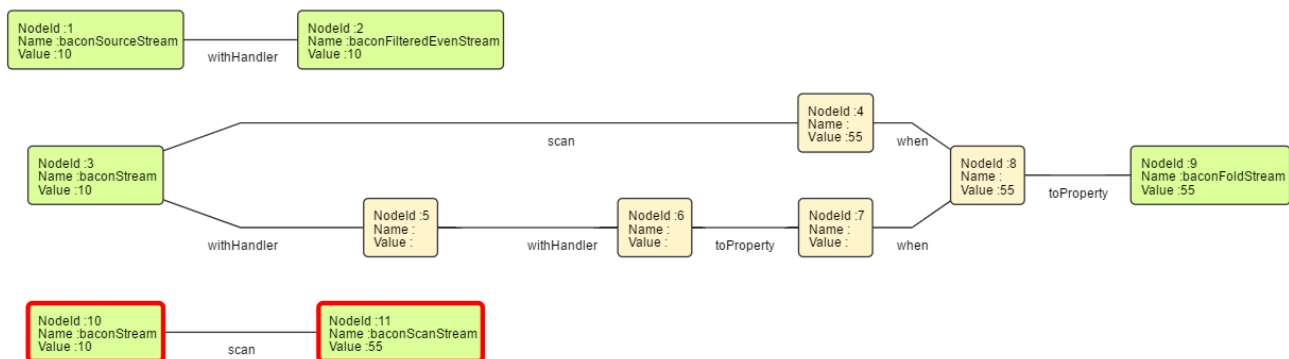 NodeId :1
Name :baconSourceStream
Value :10
withHandler
NodeId :2
Name :baconFilteredEvenStream
Value :10
NodeId :3
Name :baconStream
Value :10
scan
NodeId :4
Name :
Value :55
when
withHandler
NodeId :5
Name :
Value :
withHandler
NodeId :6
Name :
Value :
toProperty
NodeId :7
Name :
Value :
when
NodeId :8
Name :
Value :55
toProperty
NodeId :9
Name :baconFoldStream
Value :55
NodeId :10
Name :baconStream
Value :10
scan
NodeId :11
Name :baconScanStream
Value :55